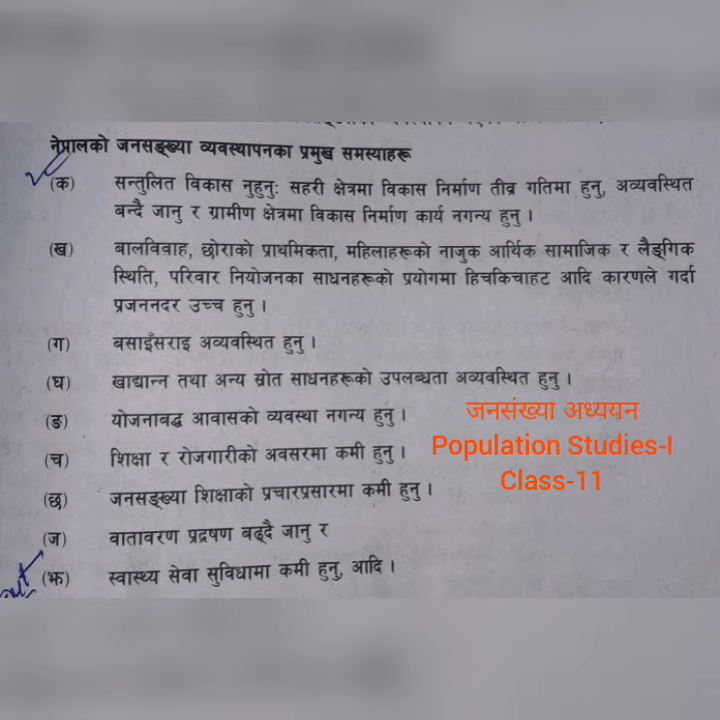 नेपालको जनसङ्ख्या व्यवस्थापनका प्रमुख समस्याहरू
(क) सन्तुलित विकास नुहुनुः सहरी क्षेत्रमा विकास निर्माण तीव्र गतिमा हुनु, अव्यवस्थित
बन्दै जानु र ग्रामीण क्षेत्रमा विकास निर्माण कार्य नगन्य हुनु ।
(ख) बालविवाह, छोराको प्राथमिकता, महिलाहरूको नाजुक आर्थिक सामाजिक र लैङ्गिक
स्थिति, परिवार नियोजनका साधनहरूको प्रयोगमा हिचकिचाहट आदि कारणले गर्दा
प्रजननदर उच्च हुनु ।
(ग) बसाइँसराइ अव्यवस्थित हुनु ।
(घ) खाद्यान्न तथा अन्य स्रोत साधनहरूको उपलब्धता अव्यवस्थित हुनु ।
(ङ) योजनाबद्ध आवासको व्यवस्था नगन्य हुनु ।
(च) शिक्षा र रोजगारीको अवसरमा कमी हुनु ।
(छ) जनसङ्ख्या शिक्षाको प्रचारप्रसारमा कमी हुनु ।
(ज) वातावरण प्रद्रषण बढ्दै जानु र
(झ) स्वास्थ्य सेवा सुविधामा कमी हुनु, आदि ।
जनसंख्या अध्ययन
Population Studies-I
Class-11